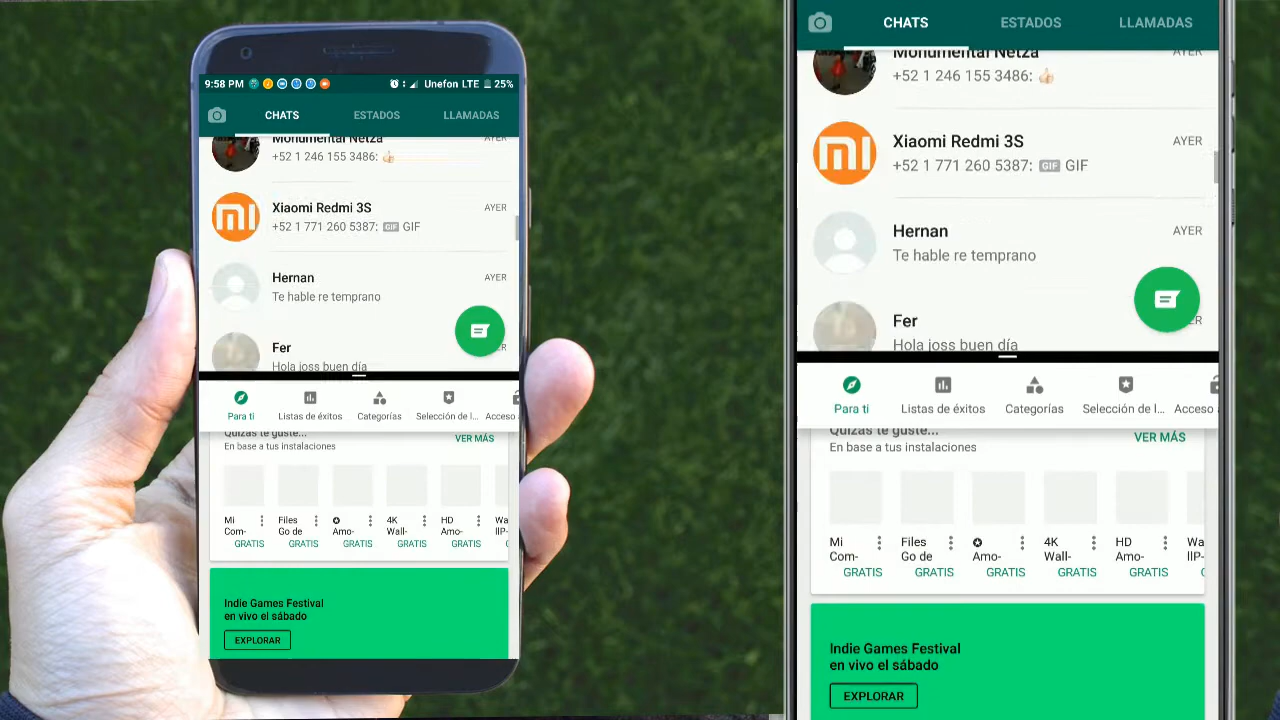 9:58 PM
Unefon LTE 25%
CHATS ESTADOS LLAMADAS
Monumental Netza AYER
+52 1 246 155 3486: 👍🏻
Xiaomi Redmi 3S AYER
+52 1 771 260 5387: GIF GIF
Hernan AYER
Te hable re temprano
Fer
Hola joss buen día
Para ti Listas de éxitos Categorías Selección de l... Acceso
Quizás te guste...
VER MÁS
En base a tus instalaciones
Mi Files ✪ 4K HD Wa
Com- Go de Amo- Wall- Amo- llP-
GRATIS GRATIS GRATIS GRATIS GRATIS
Indie Games Festival
en vivo el sábado
EXPLORAR
CHATS ESTADOS LLAMADAS
Monumental Netza AYER
+52 1 246 155 3486: 👍🏻
Xiaomi Redmi 3S AYER
+52 1 771 260 5387: GIF GIF
Hernan AYER
Te hable re temprano
Fer
Hola joss buen día
Para ti Listas de éxitos Categorías Selección de l... Acceso
Quizás te guste...
VER MÁS
En base a tus instalaciones
Mi Files ✪ 4K HD Wa
Com- Go de Amo- Wall- Amo- llP-
GRATIS GRATIS GRATIS GRATIS GRATIS
Indie Games Festival
en vivo el sábado
EXPLORAR